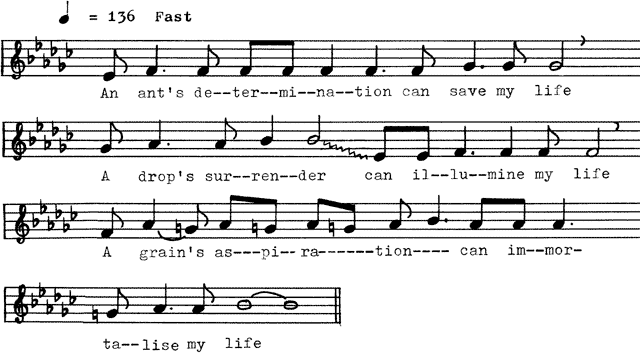 = 136 Fast
An ant's de--ter--mi--na--tion can save my life
A drop's sur--ren--der can il--lu--mine my life
A grain's as---pi-- ra------tion---- can im--mor-
ta--lise my life